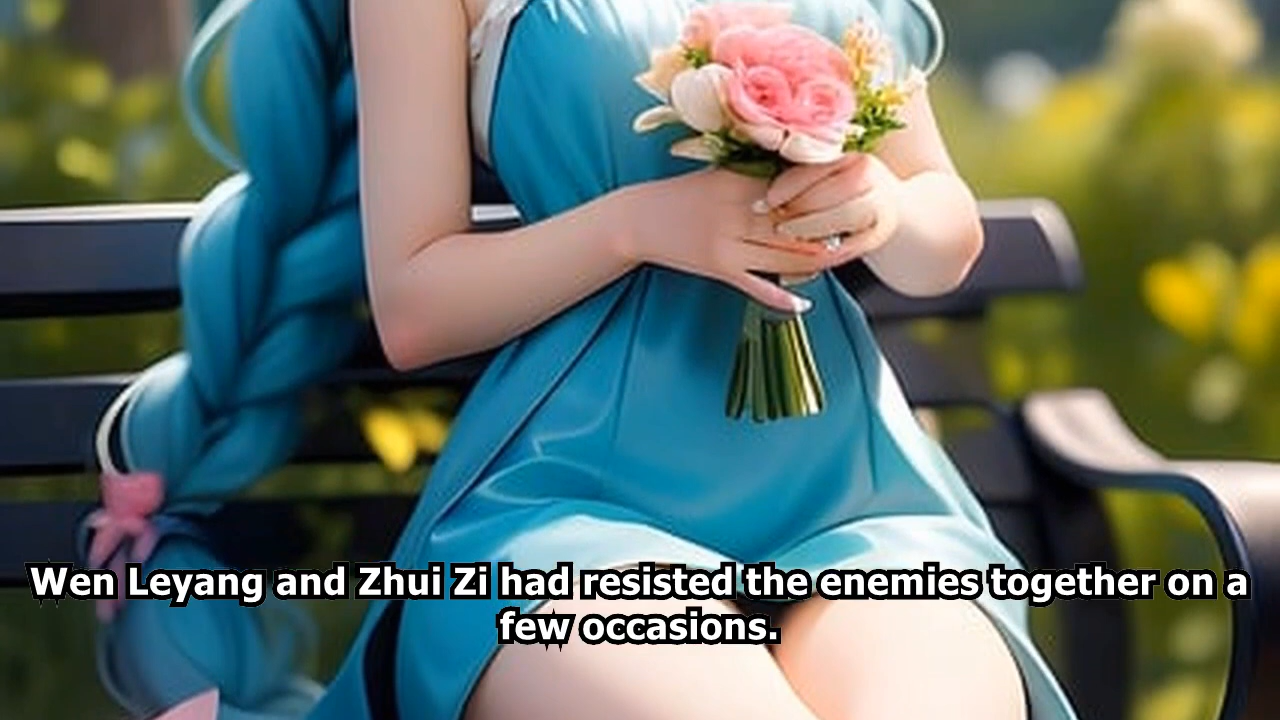 Wen Leyang and Zhui Zi had resisted the enemies together on a
few occasions.